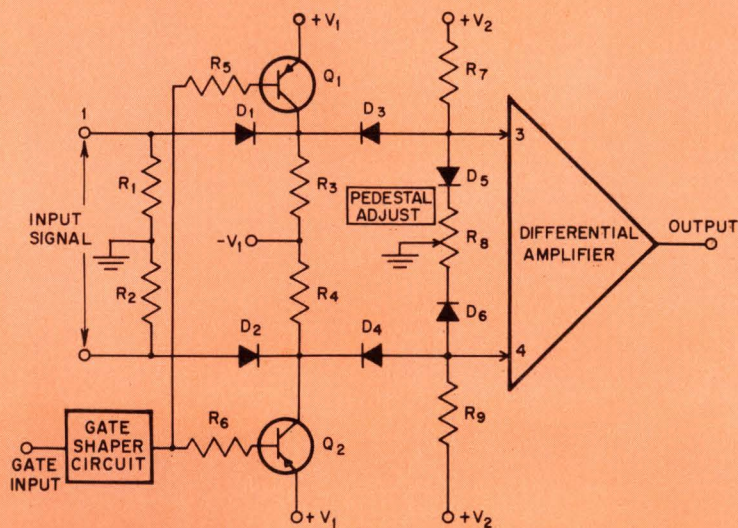 +V1
+V2
R5
Q1
R7
1
D1
D3
3
R1
R3
D5
PEDESTAL
ADJUST
INPUT
SIGNAL
-V1
R8
DIFFERENTIAL
AMPLIFIER
OUTPUT
R2
R4
D6
D2
D4
4
GATE
SHAPER
CIRCUIT
R6
Q2
R9
GATE
INPUT
+V1
+V2